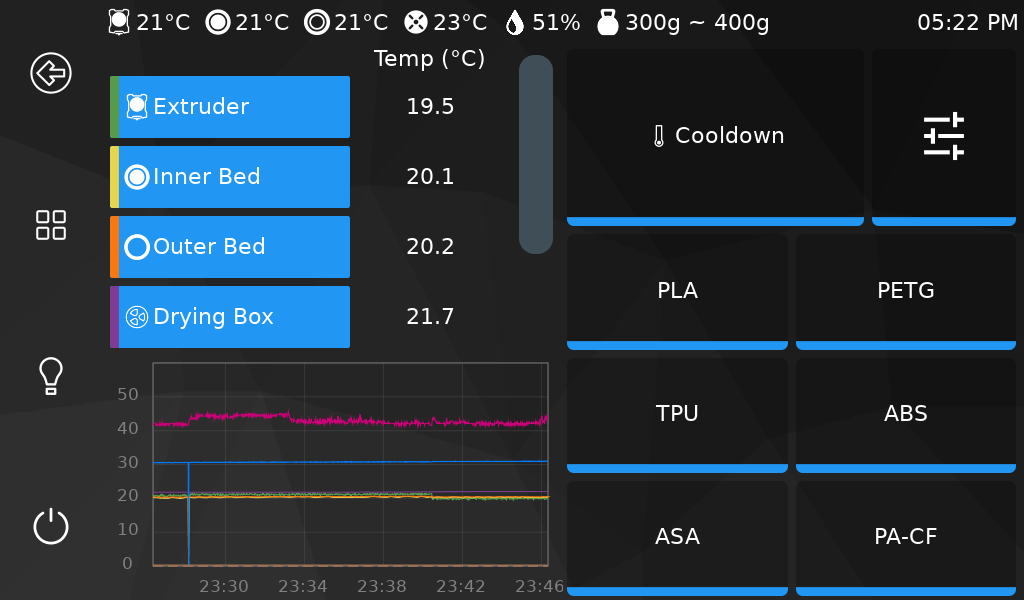 21°C 21°C 21°C 23°C 51% 300g ~ 400g 05:22 PM
Temp (°C)
Extruder 19.5
Inner Bed 20.1
Outer Bed 20.2
Drying Box 21.7
Cooldown
PLA PETG
TPU ABS
ASA PA-CF
50
40
30
20
10
0
23:30 23:34 23:38 23:42 23:46